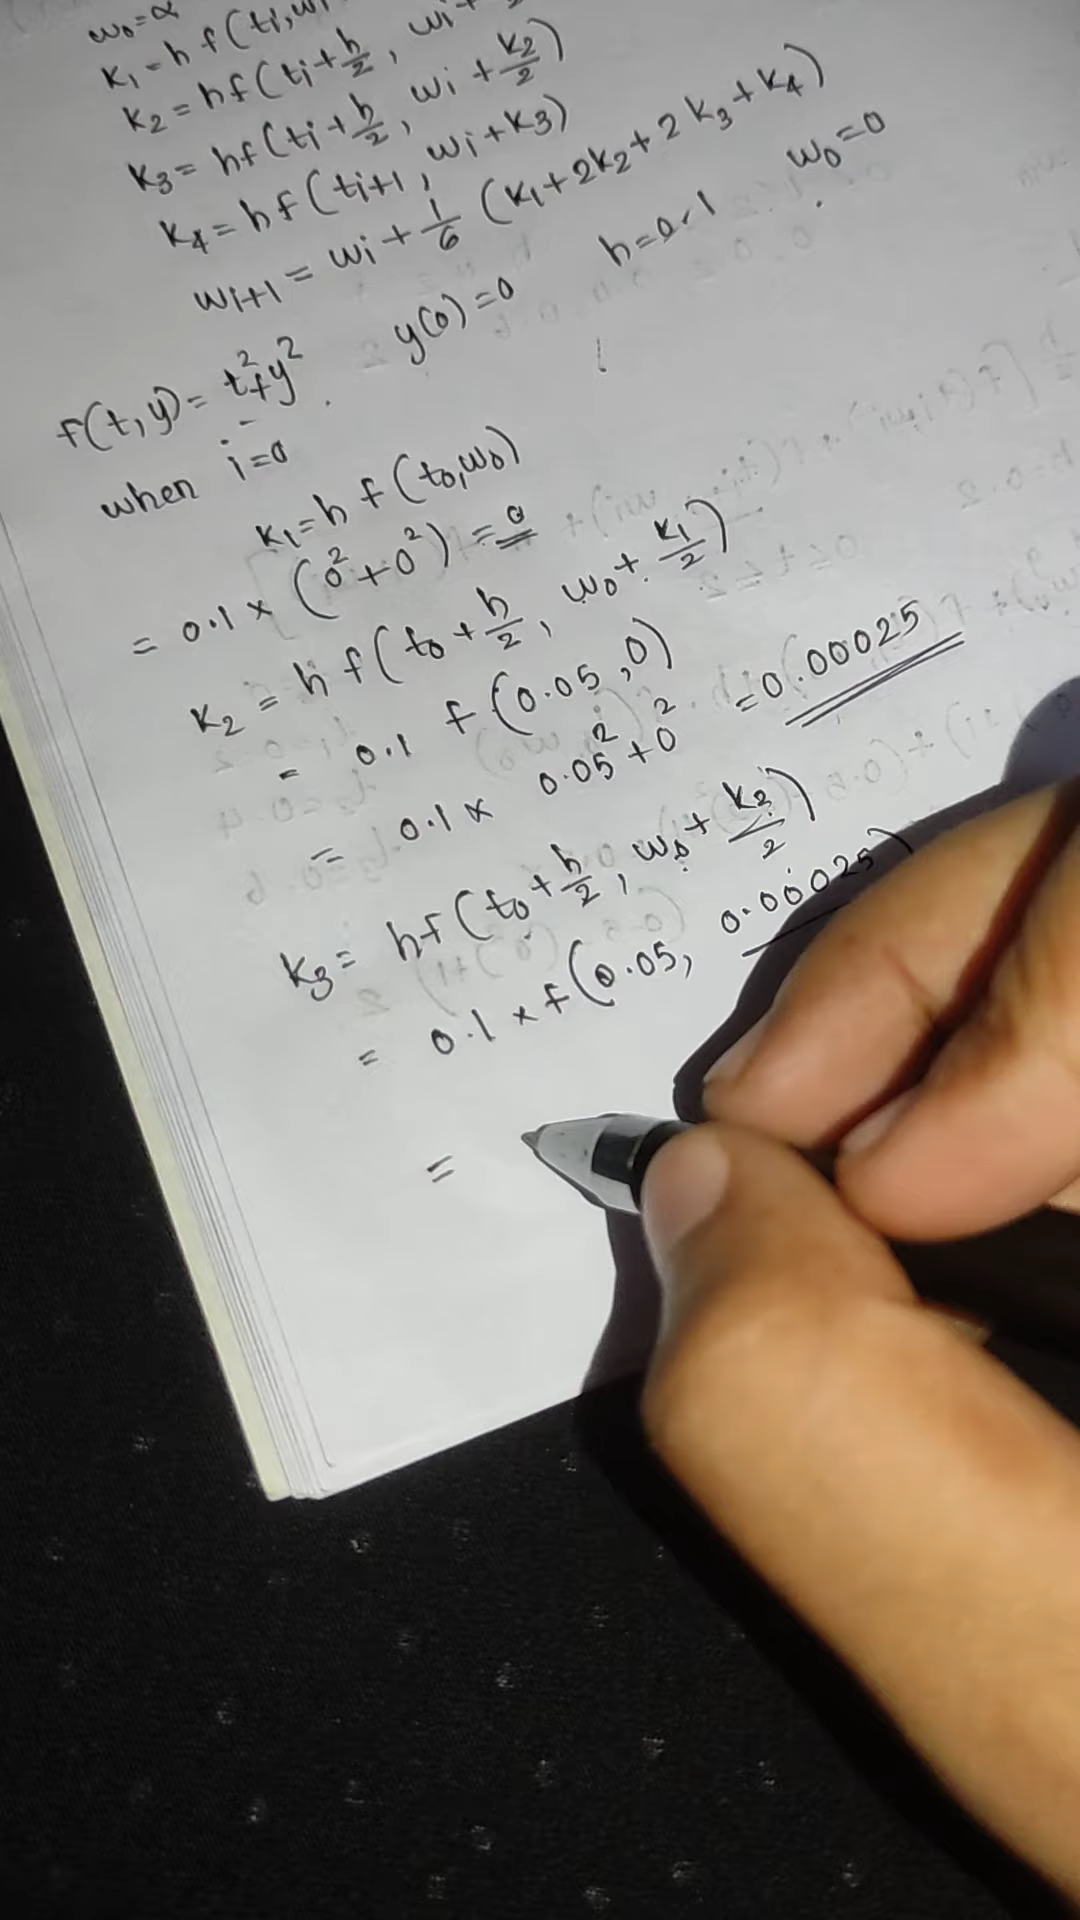 w₀=α
K₁=hf(ti,wi
K₂=hf(ti+h/2, wi+
K₃=hf(ti+h/2, wi+K₂/2)
K₄=hf(ti+1, wi+K₃)
wi+1=wi+1/6(K₁+2K₂+2K₃+K₄)
f(t,y)=t²+y². y(0)=0 h=0.1 w₀=0
when i=0
K₁=hf(t₀,w₀)
=0.1×(0²+0²)=0
K₂=hf(t₀+h/2, w₀+K₁/2)
=0.1 f(0.05,0)
=0.1×0.05²+0²=0.00025
K₃=hf(t₀+h/2, w₀+K₂/2)
=0.1×f(0.05, 0.00025)
=